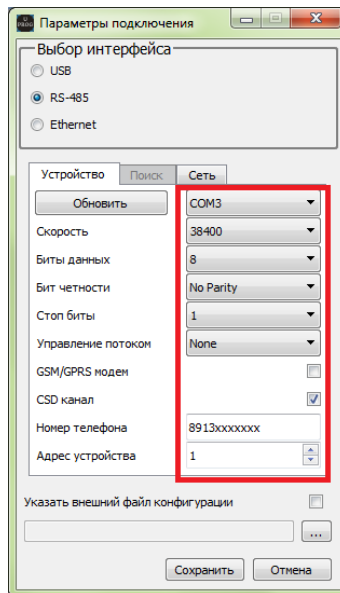 Параметры подключения
Выбор интерфейса
USB
RS-485
Ethernet
Устройство Поиск Сеть
Обновить COM3
Скорость 38400
Биты данных 8
Бит четности No Parity
Стоп биты 1
Управление потоком None
GSM/GPRS модем
CSD канал
Номер телефона 8913xxxxxxx
Адрес устройства 1
Указать внешний файл конфигурации
...
Сохранить Отмена